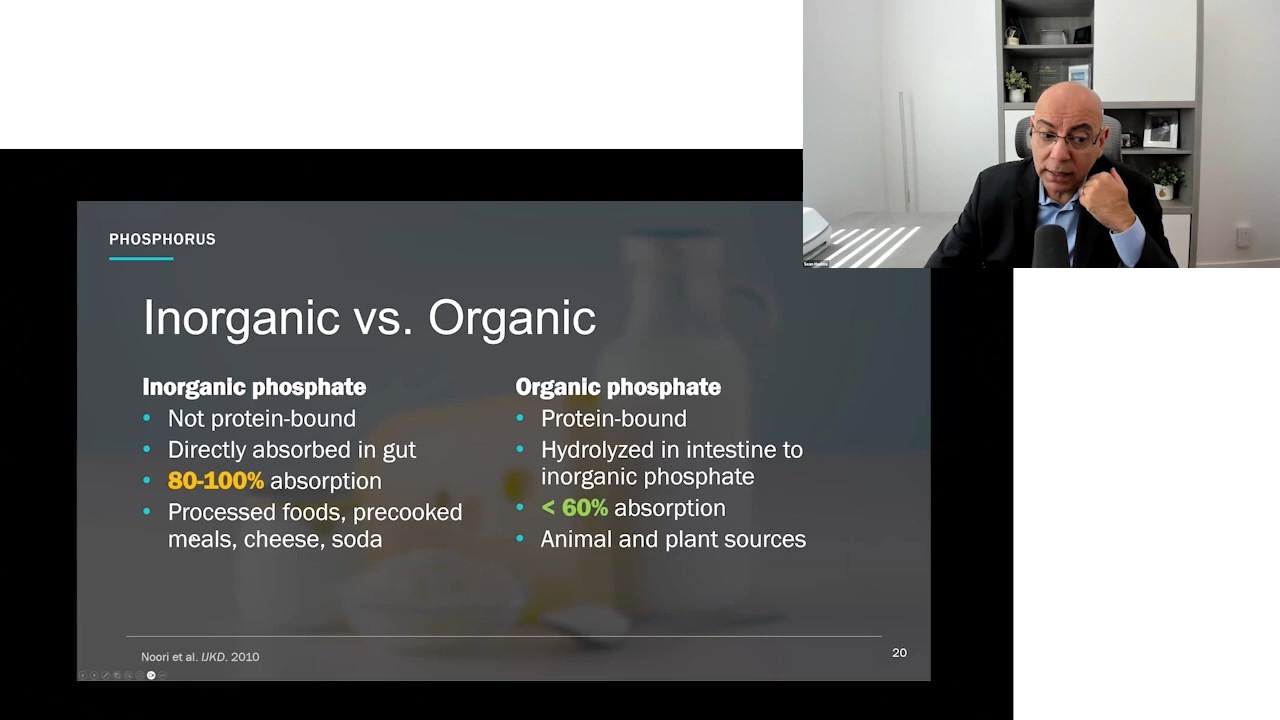 PHOSPHORUS
Inorganic vs. Organic
Inorganic phosphate
• Not protein-bound
• Directly absorbed in gut
• 80-100% absorption
• Processed foods, precooked
meals, cheese, soda
Organic phosphate
• Protein-bound
• Hydrolyzed in intestine to
inorganic phosphate
• < 60% absorption
• Animal and plant sources
Noori et al. IJKD. 2010
20